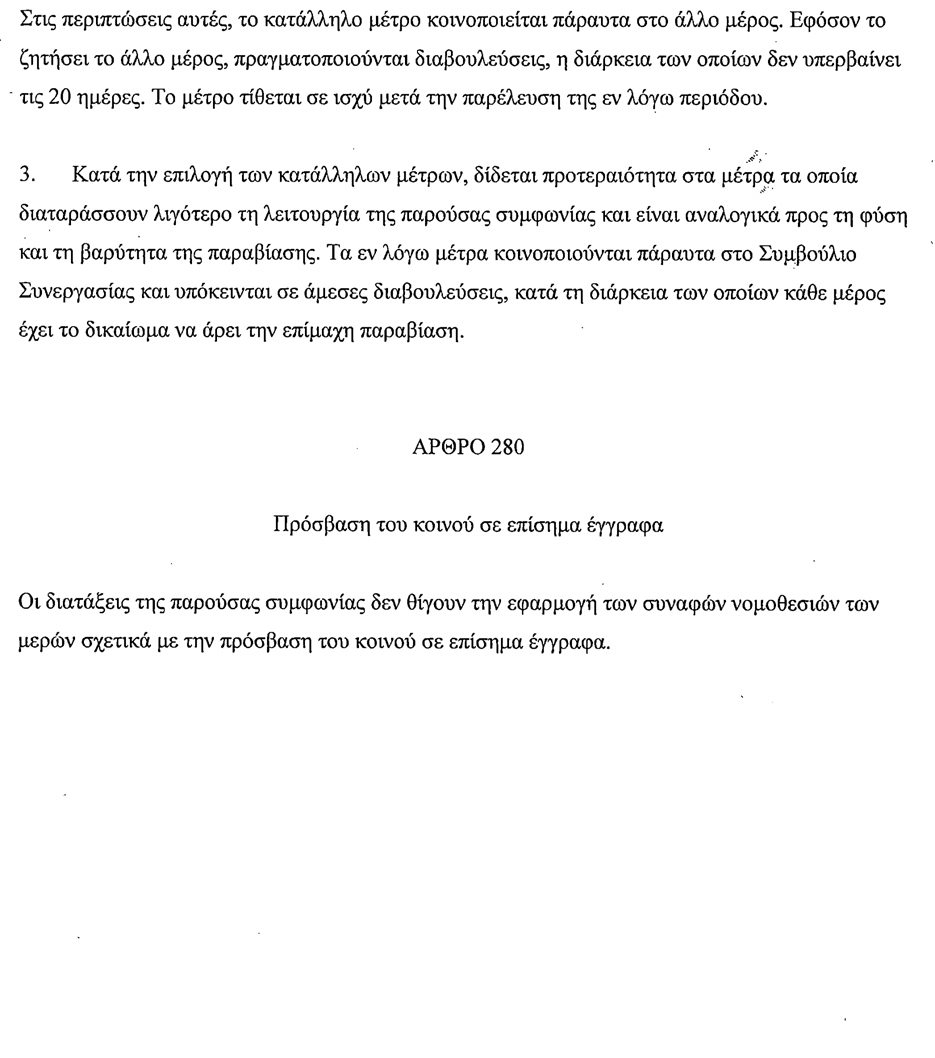 Στις περιπτώσεις αυτές, το κατάλληλο μέτρο κοινοποιείται πάραυτα στο άλλο μέρος. Εφόσον το
ζητήσει το άλλο μέρος, πραγματοποιούνται διαβουλεύσεις, η διάρκεια των οποίων δεν υπερβαίνει
τις 20 ημέρες. Το μέτρο τίθεται σε ισχύ μετά την παρέλευση της εν λόγω περιόδου.
3. Κατά την επιλογή των κατάλληλων μέτρων, δίδεται προτεραιότητα στα μέτρα τα οποία
διαταράσσουν λιγότερο τη λειτουργία της παρούσας συμφωνίας και είναι αναλογικά προς τη φύση
και τη βαρύτητα της παραβίασης. Τα εν λόγω μέτρα κοινοποιούνται πάραυτα στο Συμβούλιο
Συνεργασίας και υπόκεινται σε άμεσες διαβουλεύσεις, κατά τη διάρκεια των οποίων κάθε μέρος
έχει το δικαίωμα να άρει την επίμαχη παραβίαση.
ΑΡΘΡΟ 280
Πρόσβαση του κοινού σε επίσημα έγγραφα
Οι διατάξεις της παρούσας συμφωνίας δεν θίγουν την εφαρμογή των συναφών νομοθεσιών των
μερών σχετικά με την πρόσβαση του κοινού σε επίσημα έγγραφα.